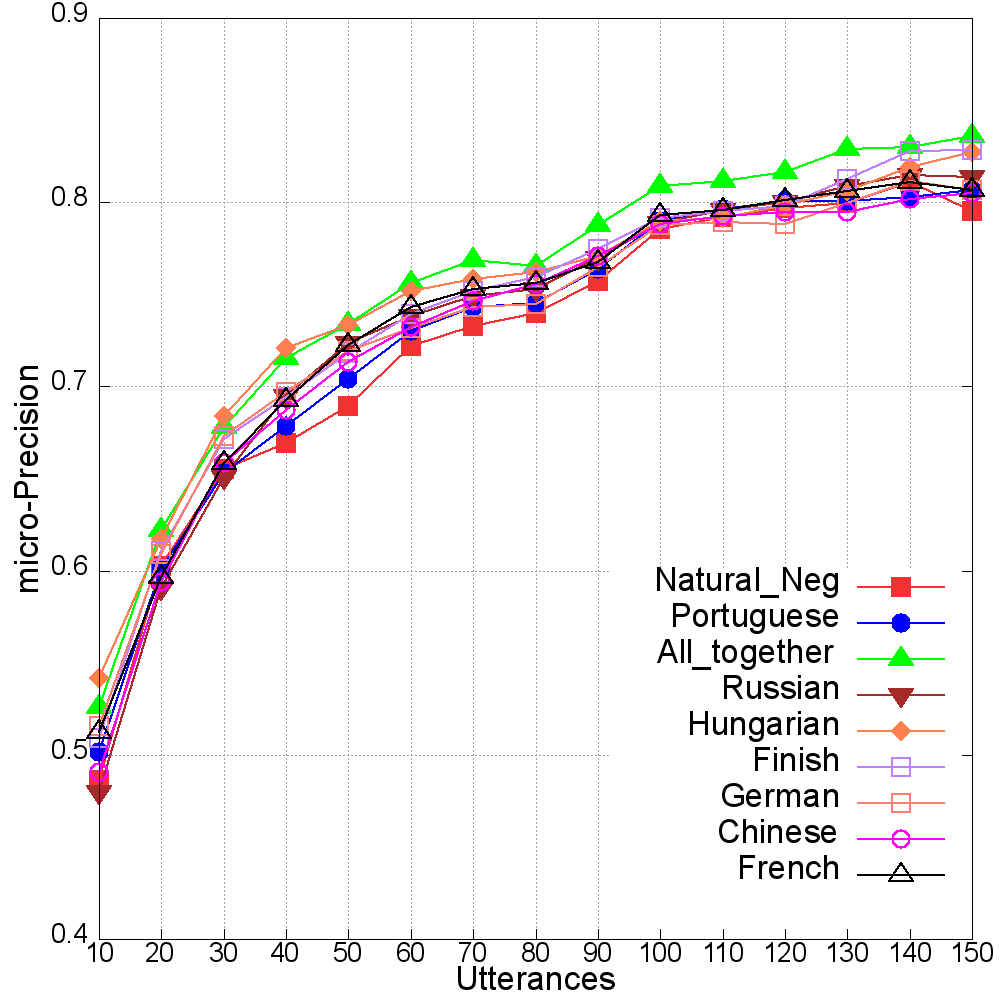 0.9
0.8
0.7
0.6
0.5
0.4
micro-Precision
Natural_Neg
Portuguese
All_together
Russian
Hungarian
Finish
German
Chinese
French
10 20 30 40 50 60 70 80 90 100 110 120 130 140 150
Utterances